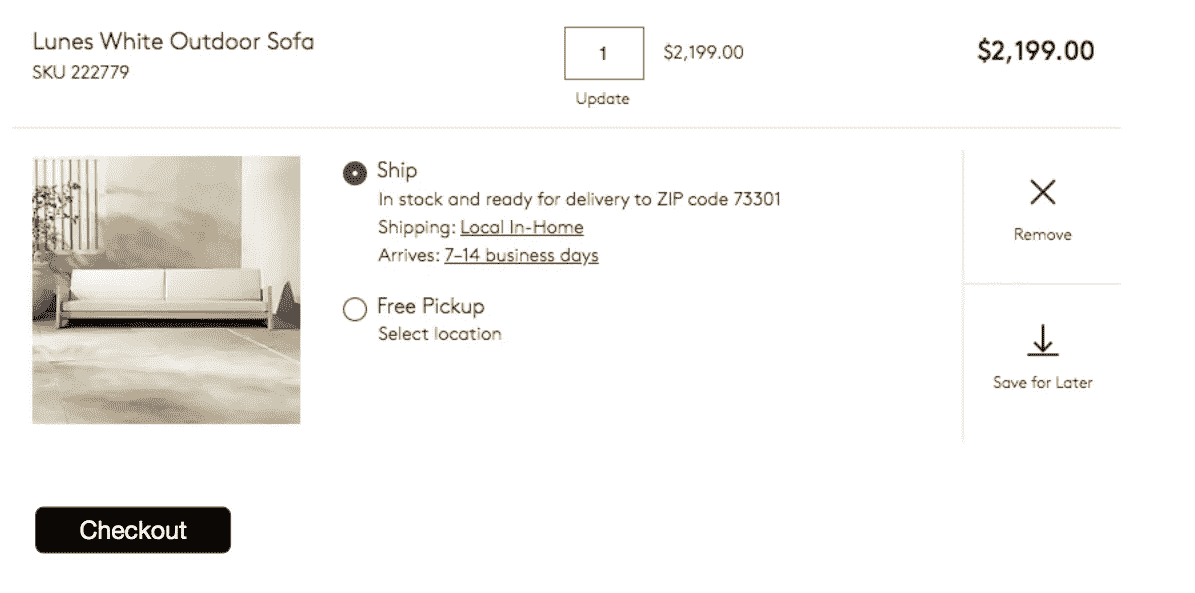 Lunes White Outdoor Sofa
SKU 222779
1
$2,199.00
$2,199.00
Update
Ship
In stock and ready for delivery to ZIP code 73301
Shipping: Local In-Home
Arrives: 7–14 business days
Free Pickup
Select location
Remove
Save for Later
Checkout